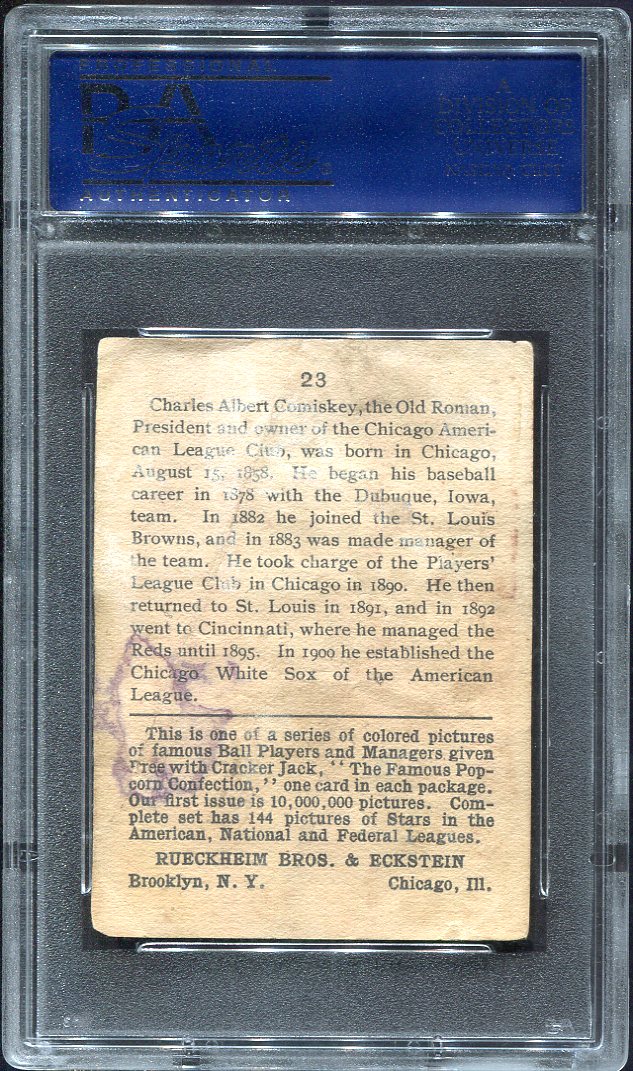 PROFESSIONAL
PSA
Sports
AUTHENTICATOR
A
DIVISION OF
COLLECTORS
UNIVERSE
NASDAQ: CLCT
23
Charles Albert Comiskey, the Old Roman,
President and owner of the Chicago Ameri-
can League Club, was born in Chicago,
August 15, 1858. He began his baseball
career in 1878 with the Dubuque, Iowa,
team. In 1882 he joined the St. Louis
Browns, and in 1883 was made manager of
the team. He took charge of the Players'
League Club in Chicago in 1890. He then
returned to St. Louis in 1891, and in 1892
went to Cincinnati, where he managed the
Reds until 1895. In 1900 he established the
Chicago White Sox of the American
League.
This is one of a series of colored pictures
of famous Ball Players and Managers given
Free with Cracker Jack, "The Famous Pop-
corn Confection," one card in each package.
Our first issue is 10,000,000 pictures. Com-
plete set has 144 pictures of Stars in the
American, National and Federal Leagues.
RUECKHEIM BROS. & ECKSTEIN
Brooklyn, N. Y. Chicago, Ill.